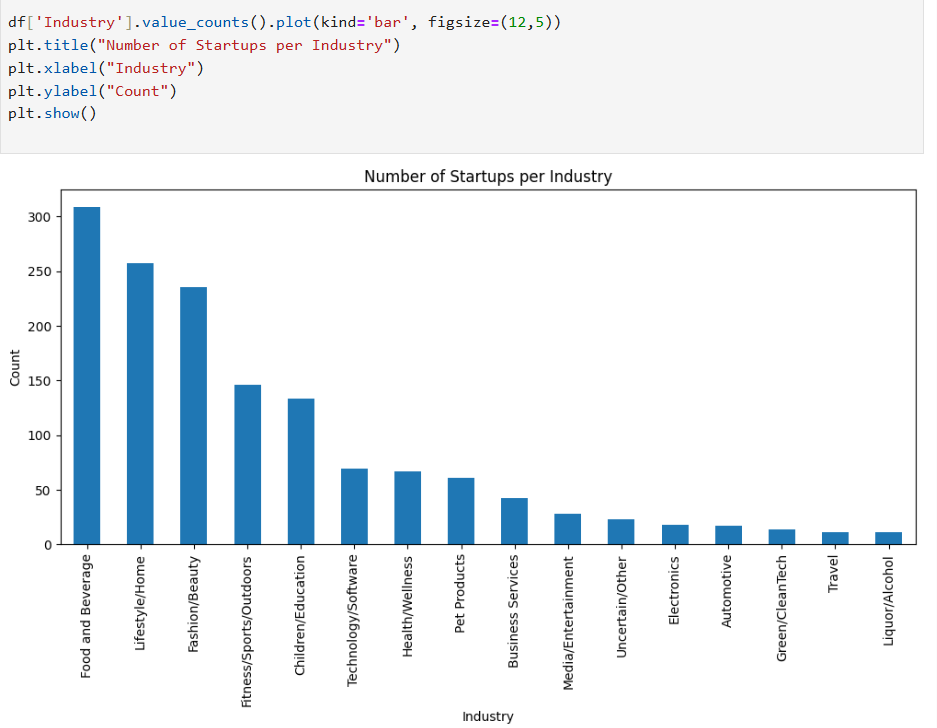 df['Industry'].value_counts().plot(kind='bar', figsize=(12,5))
plt.title("Number of Startups per Industry")
plt.xlabel("Industry")
plt.ylabel("Count")
plt.show()
Number of Startups per Industry
300
250
200
150
100
50
0
Count
Food and Beverage
Lifestyle/Home
Fashion/Beauty
Fitness/Sports/Outdoors
Children/Education
Technology/Software
Health/Wellness
Pet Products
Business Services
Media/Entertainment
Uncertain/Other
Electronics
Automotive
Green/CleanTech
Travel
Liquor/Alcohol
Industry